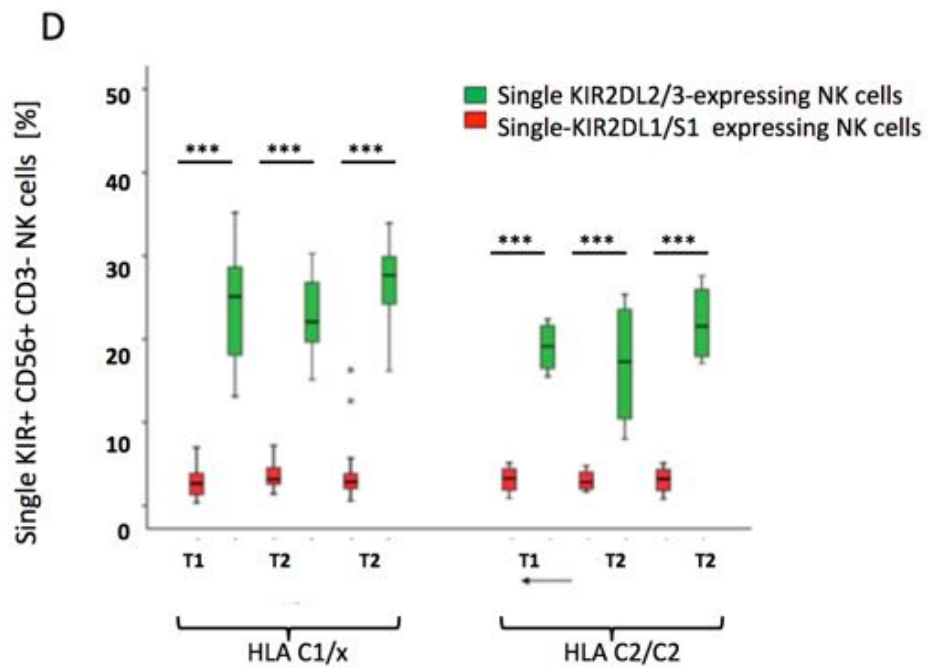 D
Single KIR+ CD56+ CD3- NK cells [%]
50
40
30
20
10
0
Single KIR2DL2/3-expressing NK cells
Single-KIR2DL1/S1 expressing NK cells
*** *** ***
*** *** ***
T1 T2 T2 T1 T2 T2
HLA C1/x HLA C2/C2